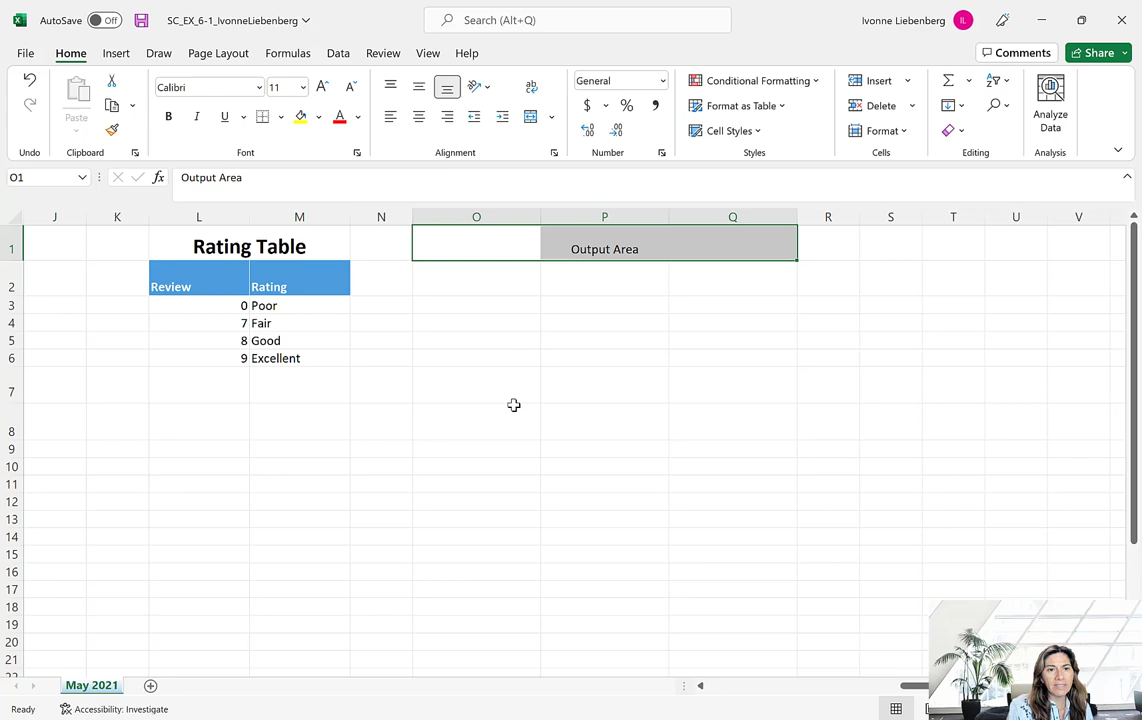 AutoSave Off SC_EX_6-1_IvonneLiebenberg Search (Alt+Q) Ivonne Liebenberg IL
File Home Insert Draw Page Layout Formulas Data Review View Help Comments Share
Paste Calibri 11 General Conditional Formatting Insert
B I U A $ % Format as Table Delete
Cell Styles Format Analyze Data
Undo Clipboard Font Alignment Number Styles Cells Editing Analysis
O1 fx Output Area
J K L M N O P Q R S T U V
1 Rating Table Output Area
2 Review Rating
3 0 Poor
4 7 Fair
5 8 Good
6 9 Excellent
7
8
9
10
11
12
13
14
15
16
17
18
19
20
21
May 2021
Ready Accessibility: Investigate